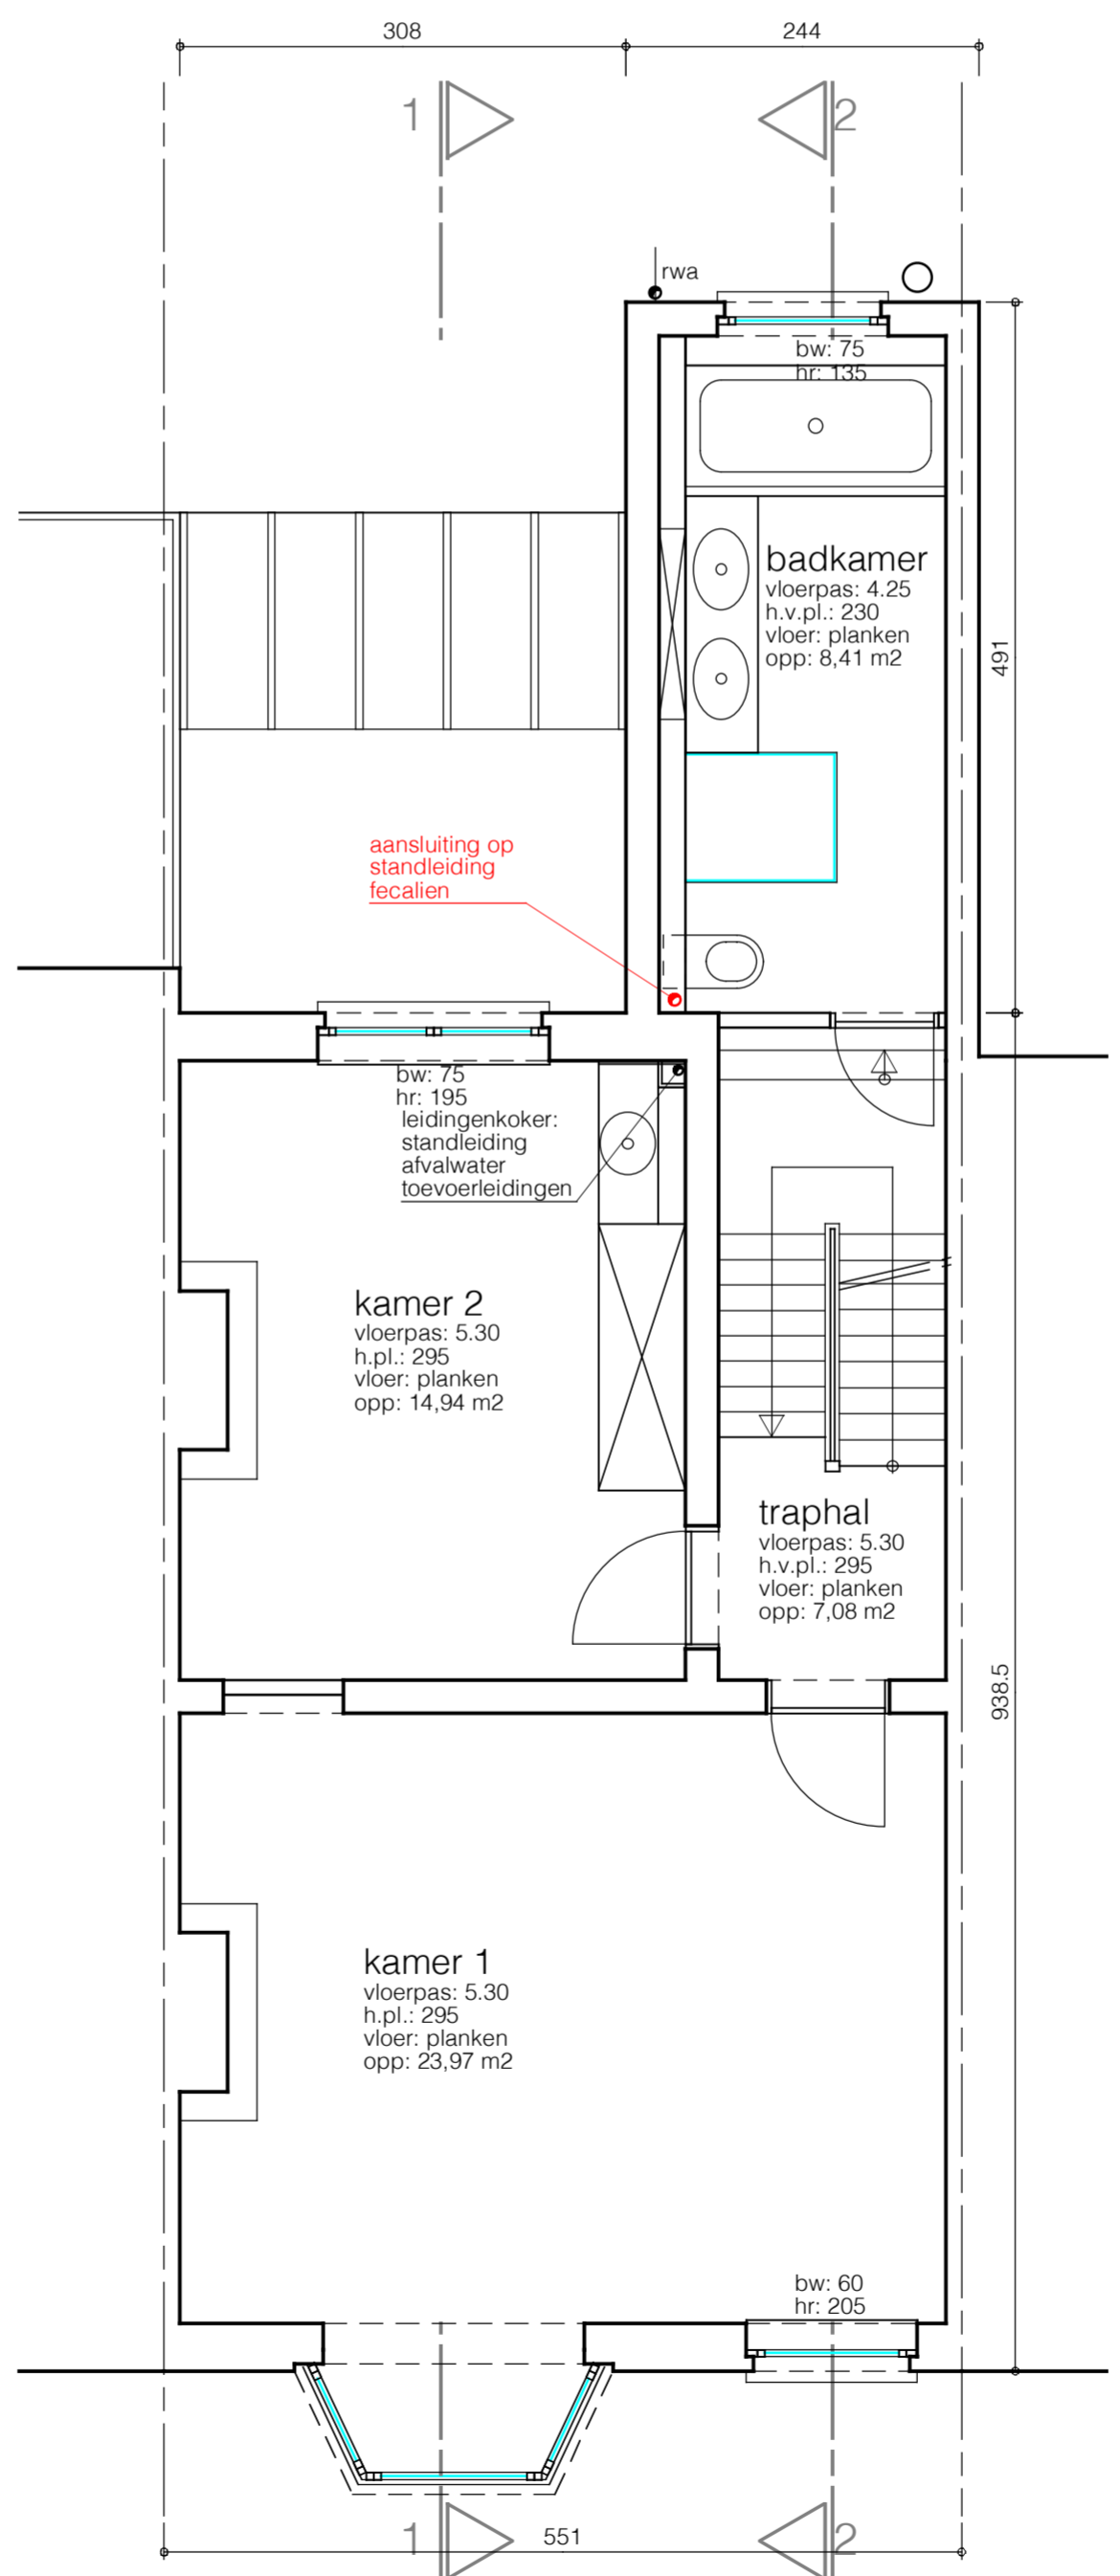 308
244
1
2
rwa
bw: 75
hr: 135
badkamer
vloerpas: 4.25
h.v.pl.: 230
vloer: planken
opp: 8,41 m2
491
aansluiting op
standleiding
fecalien
bw: 75
hr: 195
leidingenkoker:
standleiding
afvalwater
toevoerleidingen
kamer 2
vloerpas: 5.30
h.pl.: 295
vloer: planken
opp: 14,94 m2
traphal
vloerpas: 5.30
h.v.pl.: 295
vloer: planken
opp: 7,08 m2
938.5
kamer 1
vloerpas: 5.30
h.pl.: 295
vloer: planken
opp: 23,97 m2
bw: 60
hr: 205
1
551
2